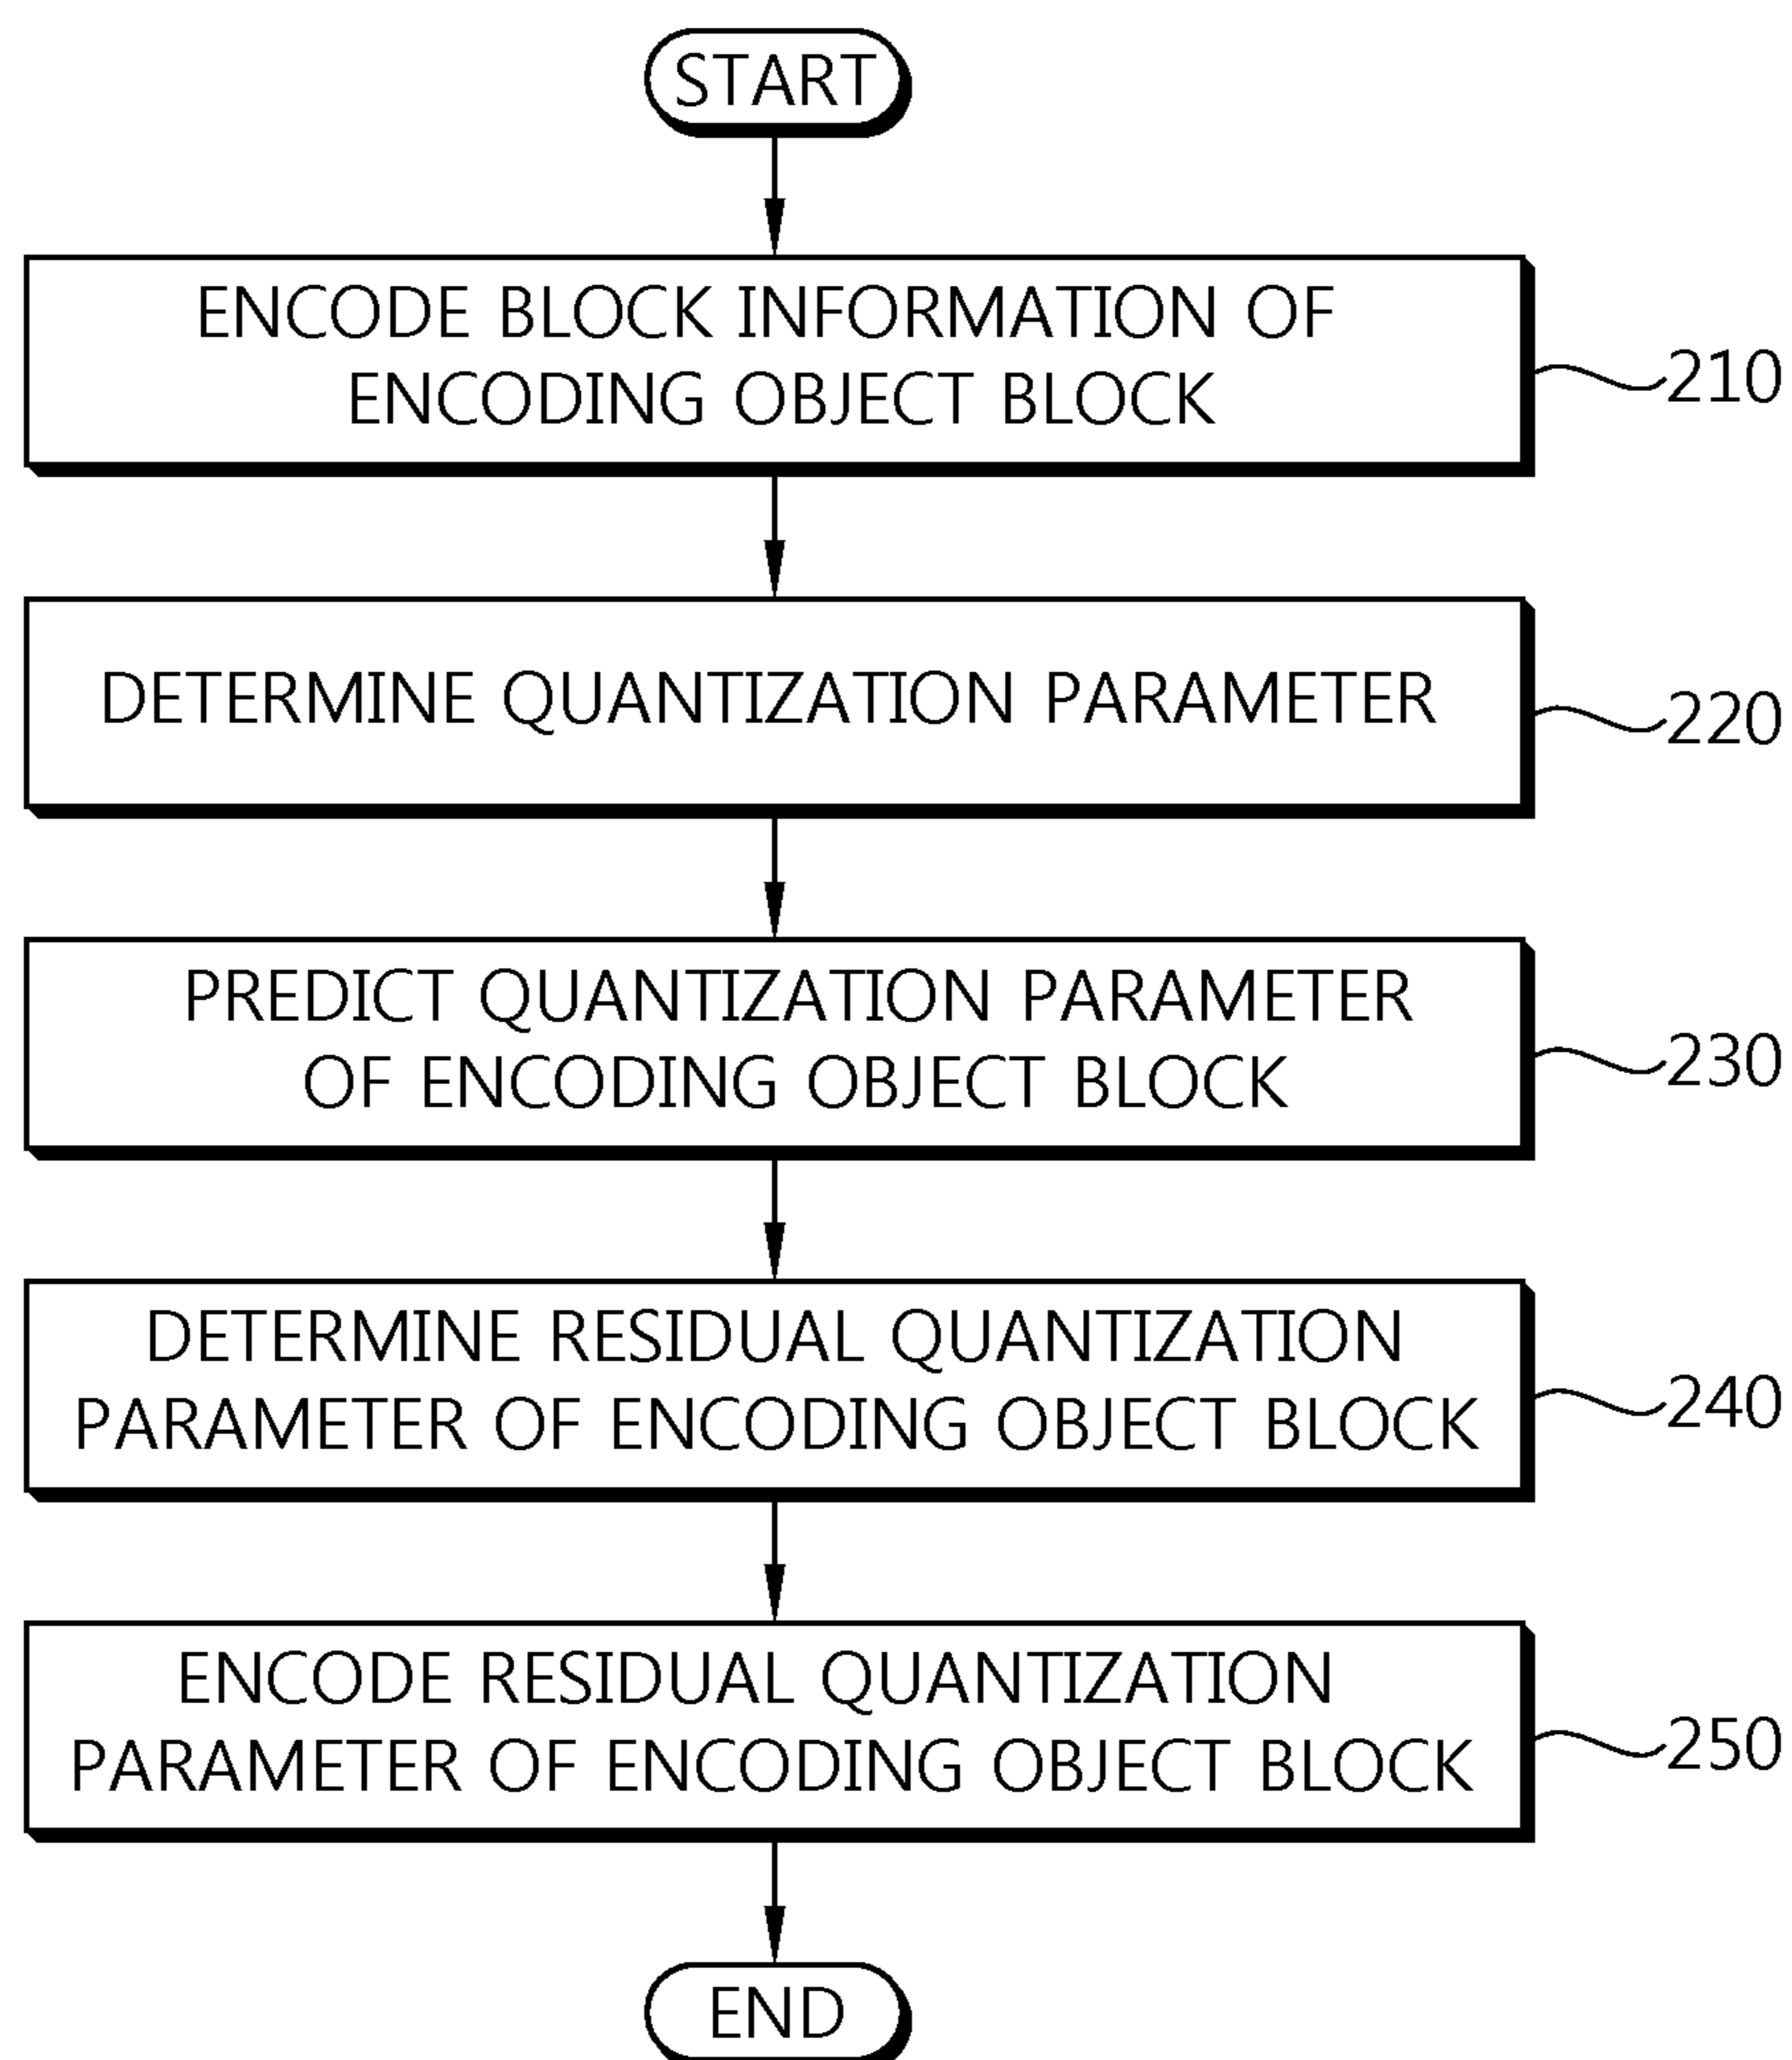 START
ENCODE BLOCK INFORMATION OF
ENCODING OBJECT BLOCK
210
DETERMINE QUANTIZATION PARAMETER
220
PREDICT QUANTIZATION PARAMETER
OF ENCODING OBJECT BLOCK
230
DETERMINE RESIDUAL QUANTIZATION
PARAMETER OF ENCODING OBJECT BLOCK
240
ENCODE RESIDUAL QUANTIZATION
PARAMETER OF ENCODING OBJECT BLOCK
250
END